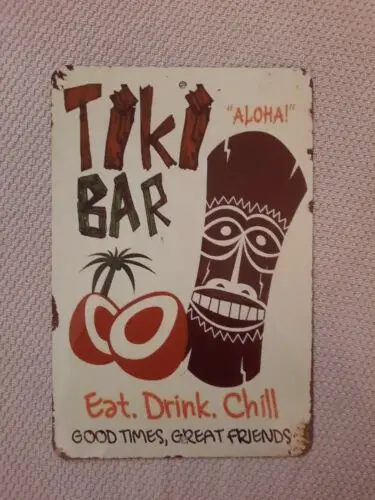 Tiki
BAR
"ALOHA!"
Eat. Drink. Chill
GOOD TIMES, GREAT FRIENDS